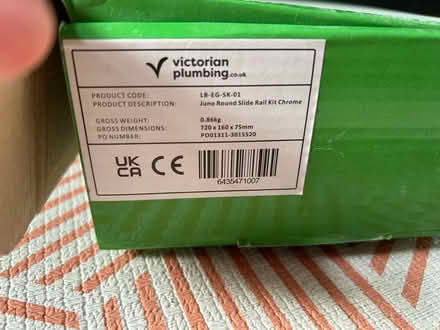 victorian
plumbing.co.uk
PRODUCT CODE: LB-EG-SK-01
PRODUCT DESCRIPTION: Juno Round Slide Rail Kit Chrome
GROSS WEIGHT: 0.86kg
GROSS DIMENSIONS: 720 x 160 x 75mm
PO NUMBER: PO01311-3015520
UK
CA CE
6435471007